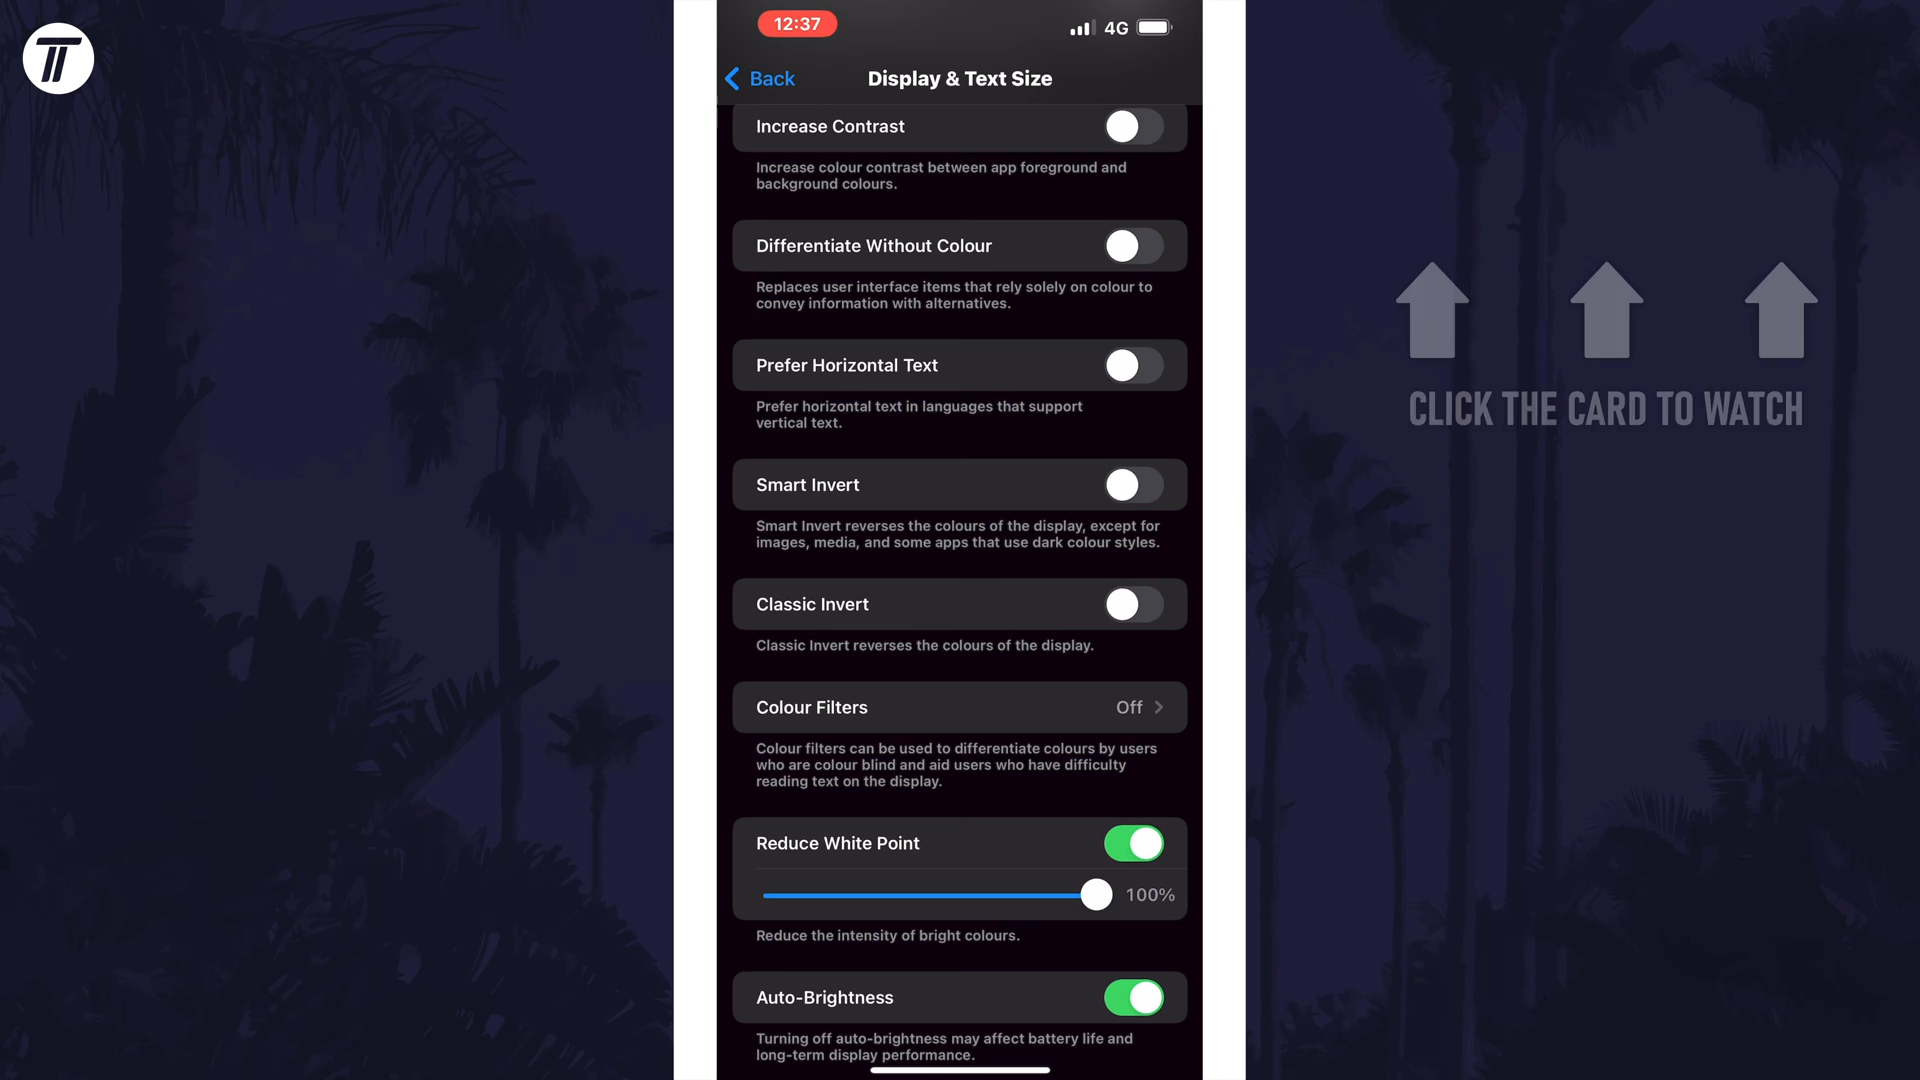 12:37
4G
Back
Display & Text Size
Increase Contrast
Increase colour contrast between app foreground and
background colours.
Differentiate Without Colour
Replaces user interface items that rely solely on colour to
convey information with alternatives.
Prefer Horizontal Text
Prefer horizontal text in languages that support
vertical text.
Smart Invert
Smart Invert reverses the colours of the display, except for
images, media, and some apps that use dark colour styles.
Classic Invert
Classic Invert reverses the colours of the display.
Colour Filters
Off
Colour filters can be used to differentiate colours by users
who are colour blind and aid users who have difficulty
reading text on the display.
Reduce White Point
100%
Reduce the intensity of bright colours.
Auto-Brightness
Turning off auto-brightness may affect battery life and
long-term display performance.
CLICK THE CARD TO WATCH